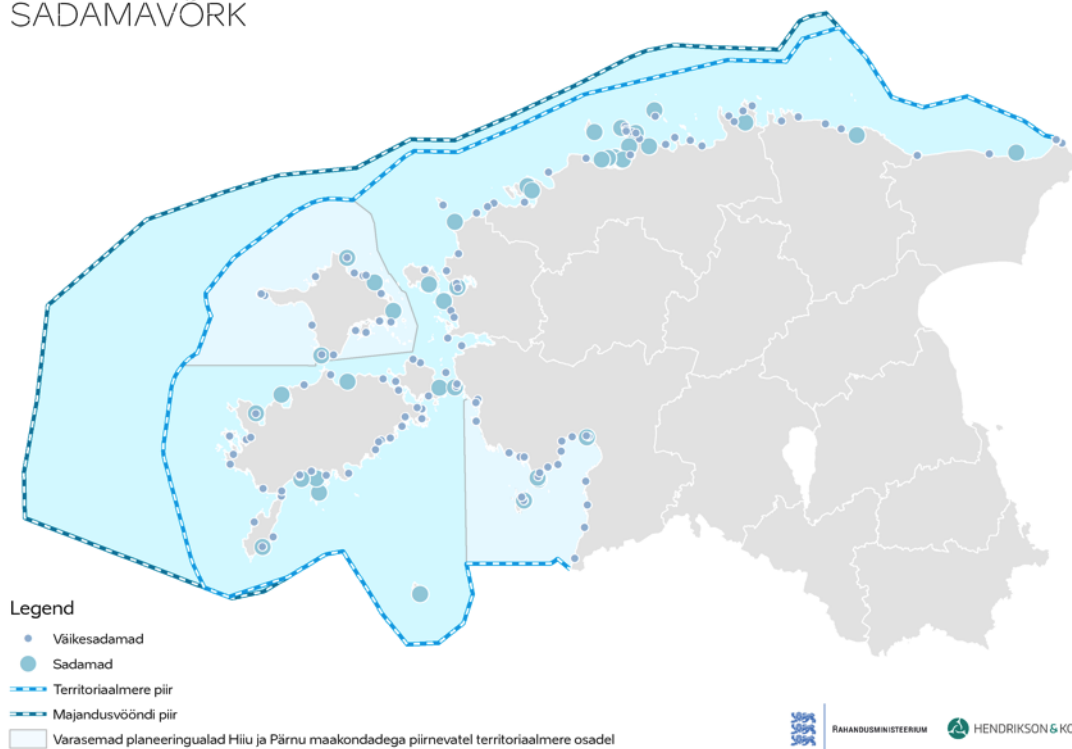 SADAMAVÕRK
Legend
Väikesadamad
Sadamad
Territoriaalmere piir
Majandusvööndi piir
Varasemad planeeringualad Hiiu ja Pärnu maakondadega piirnevatel territoriaalmere osadel
RAHANDUSMINISTEERIUM
HENDRIKSON & KO